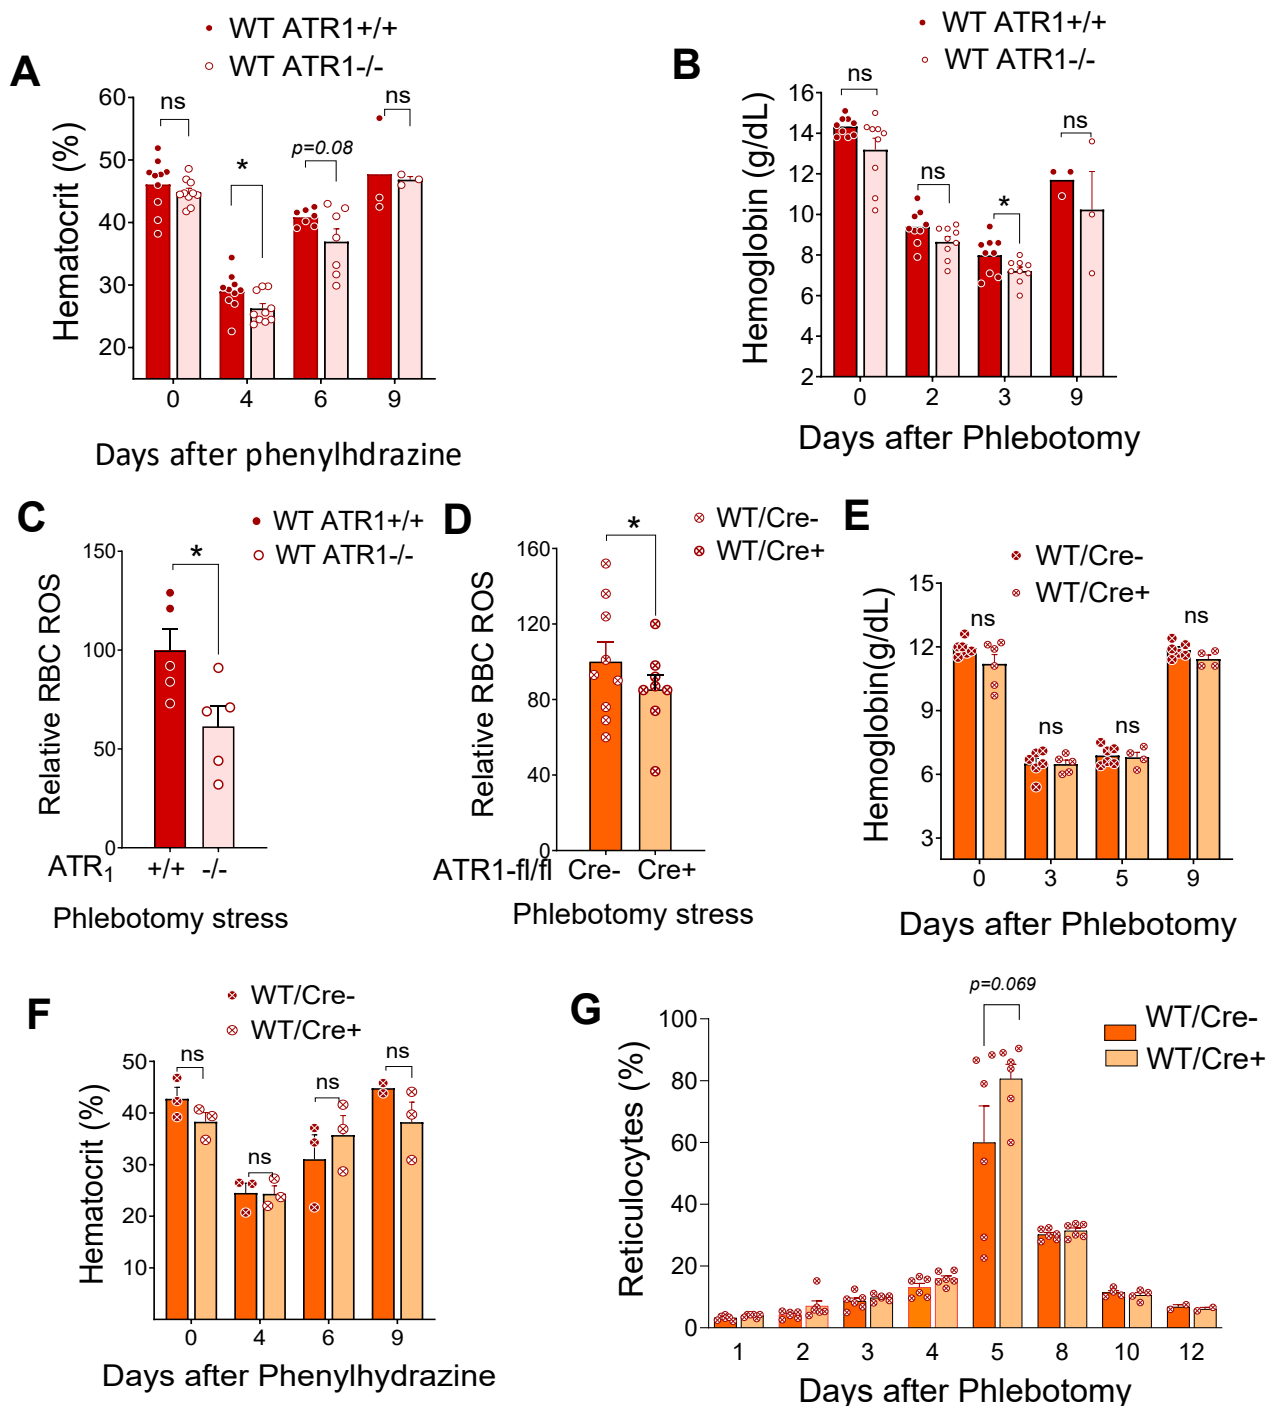 A
WT ATR1+/+
WT ATR1-/-
Hematocrit (%)
60
50
40
30
20
ns
*
p=0.08
ns
0 4 6 9
Days after phenylhdrazine
B
WT ATR1+/+
WT ATR1-/-
Hemoglobin (g/dL)
16
14
12
10
8
6
4
2
ns
ns
*
ns
0 2 3 9
Days after Phlebotomy
C
WT ATR1+/+
WT ATR1-/-
Relative RBC ROS
150
100
50
0
*
ATR1 +/+ -/-
Phlebotomy stress
D
WT/Cre-
WT/Cre+
Relative RBC ROS
160
120
80
40
0
*
ATR1-fl/fl Cre- Cre+
Phlebotomy stress
E
WT/Cre-
WT/Cre+
Hemoglobin(g/dL)
15
12
9
6
3
ns
ns
ns
ns
0 3 5 9
Days after Phlebotomy
F
WT/Cre-
WT/Cre+
Hematocrit (%)
50
40
30
20
10
ns
ns
ns
ns
0 4 6 9
Days after Phenylhydrazine
G
WT/Cre-
WT/Cre+
Reticulocytes (%)
100
80
60
40
20
0
p=0.069
1 2 3 4 5 8 10 12
Days after Phlebotomy